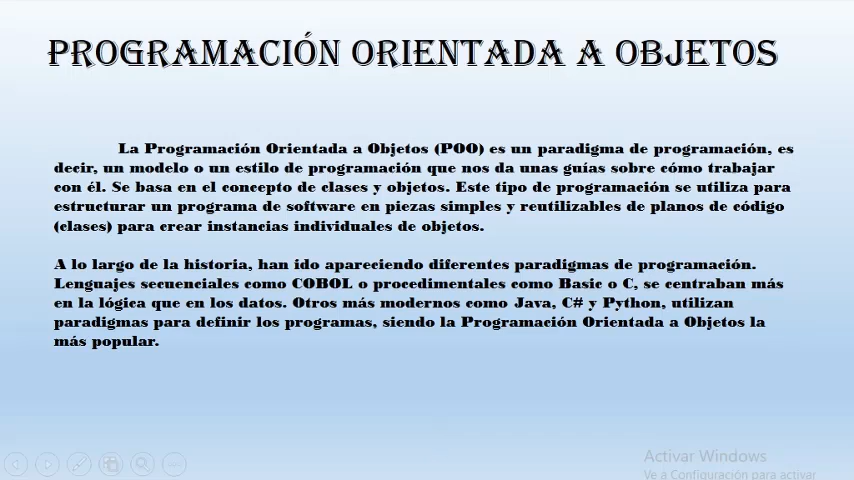 PROGRAMACIÓN ORIENTADA A OBJETOS
La Programación Orientada a Objetos (POO) es un paradigma de programación, es
decir, un modelo o un estilo de programación que nos da unas guías sobre cómo trabajar
con él. Se basa en el concepto de clases y objetos. Este tipo de programación se utiliza para
estructurar un programa de software en piezas simples y reutilizables de planos de código
(clases) para crear instancias individuales de objetos.
A lo largo de la historia, han ido apareciendo diferentes paradigmas de programación.
Lenguajes secuenciales como COBOL o procedimentales como Basic o C, se centraban más
en la lógica que en los datos. Otros más modernos como Java, C# y Python, utilizan
paradigmas para definir los programas, siendo la Programación Orientada a Objetos la
más popular.
Activar Windows
Ve a Configuración para activar